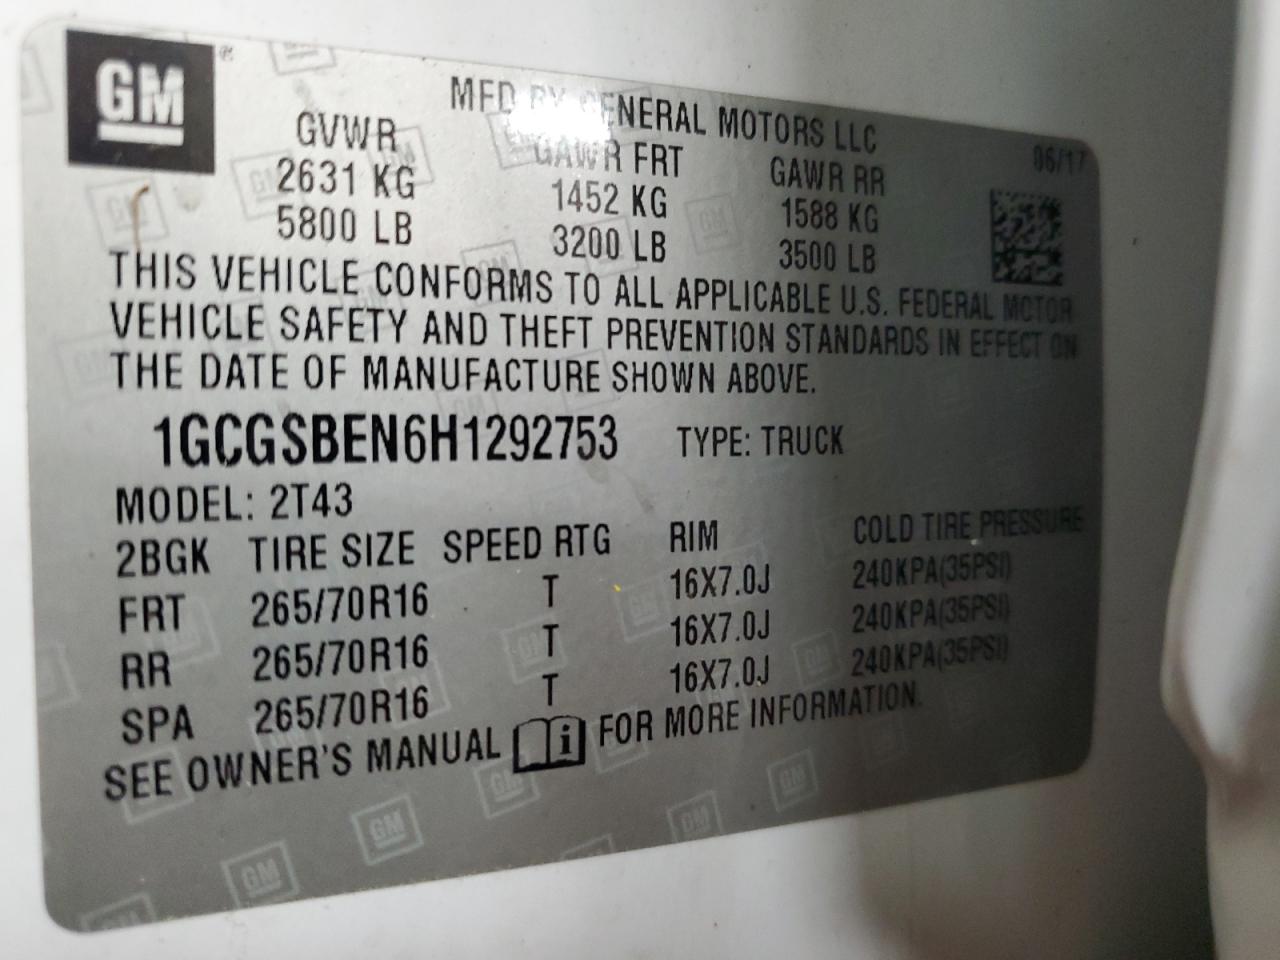 GM
MFD BY GENERAL MOTORS LLC
06/17
GVWR GAWR FRT GAWR RR
2631 KG 1452 KG 1588 KG
5800 LB 3200 LB 3500 LB
THIS VEHICLE CONFORMS TO ALL APPLICABLE U.S. FEDERAL MOTOR
VEHICLE SAFETY AND THEFT PREVENTION STANDARDS IN EFFECT ON
THE DATE OF MANUFACTURE SHOWN ABOVE.
1GCGSBEN6H1292753 TYPE: TRUCK
MODEL: 2T43
2BGK TIRE SIZE SPEED RTG RIM COLD TIRE PRESSURE
FRT 265/70R16 T 16X7.0J 240KPA(35PSI)
RR 265/70R16 T 16X7.0J 240KPA(35PSI)
SPA 265/70R16 T 16X7.0J 240KPA(35PSI)
SEE OWNER'S MANUAL FOR MORE INFORMATION.